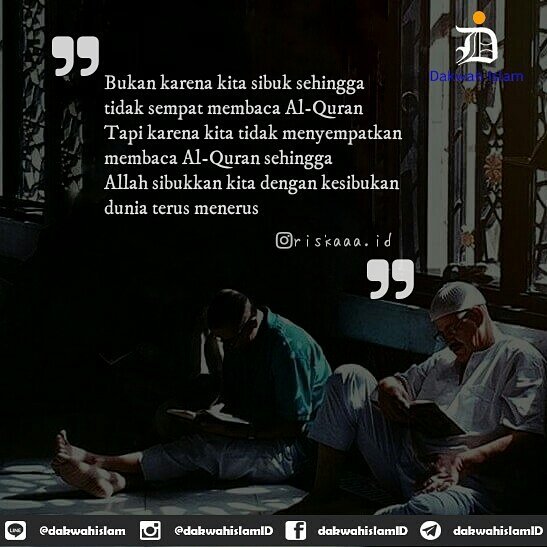 Dakwah Islam
Bukan karena kita sibuk sehingga
tidak sempat membaca Al-Quran
Tapi karena kita tidak menyempatkan
membaca Al-Quran sehingga
Allah sibukkan kita dengan kesibukan
dunia terus menerus
riskaaa.id
LINE @dakwahislam @dakwahislamID dakwahislamID dakwahislamID